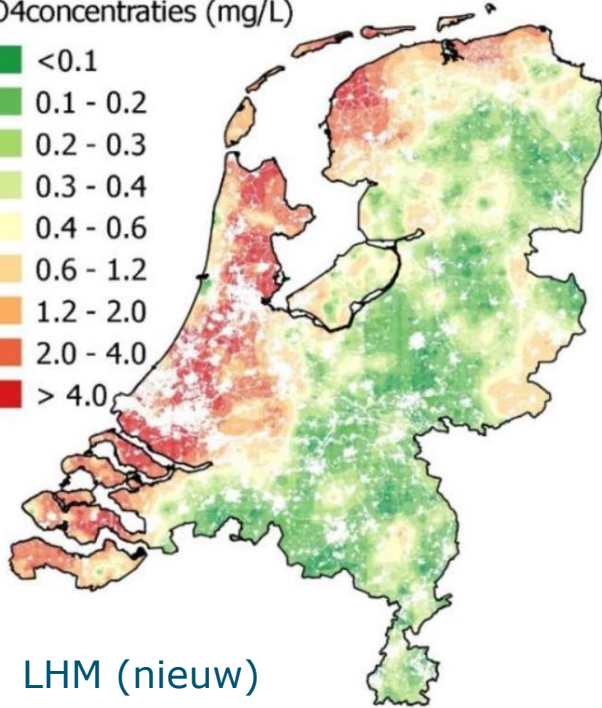 O4concentraties (mg/L)
<0.1
0.1 - 0.2
0.2 - 0.3
0.3 - 0.4
0.4 - 0.6
0.6 - 1.2
1.2 - 2.0
2.0 - 4.0
> 4.0
LHM (nieuw)